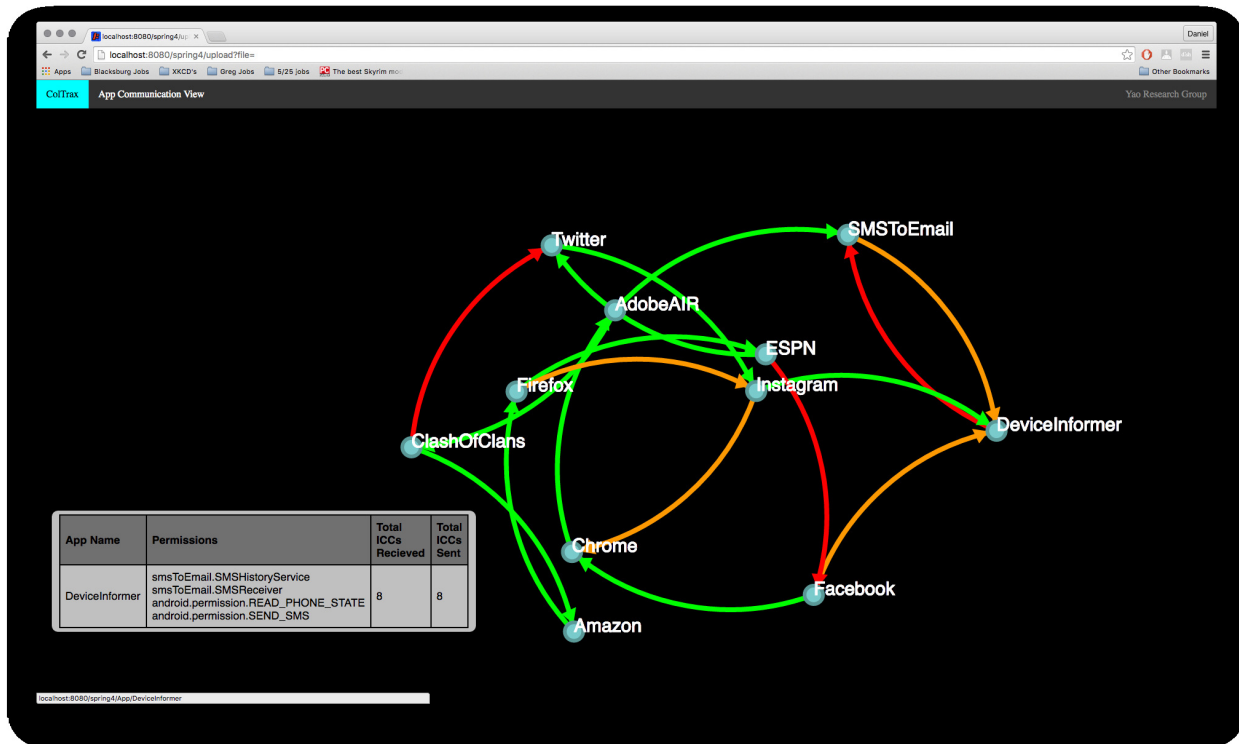 localhost:8080/spring4/up
Daniel
localhost:8080/spring4/upload?file=
Apps Blacksburg Jobs XKCD's Greg Jobs 5/25 jobs The best Skyrim mo Other Bookmarks
ColTrax App Communication View Yao Research Group
Twitter
SMSToEmail
AdobeAIR
ESPN
Firefox
Instagram
DeviceInformer
ClashOfClans
Chrome
Facebook
Amazon
App Name Permissions Total ICCs Recieved Total ICCs Sent
DeviceInformer 8 8
smsToEmail.SMSHistoryService
smsToEmail.SMSReceiver
android.permission.READ_PHONE_STATE
android.permission.SEND_SMS
localhost:8080/spring4/App/DeviceInformer